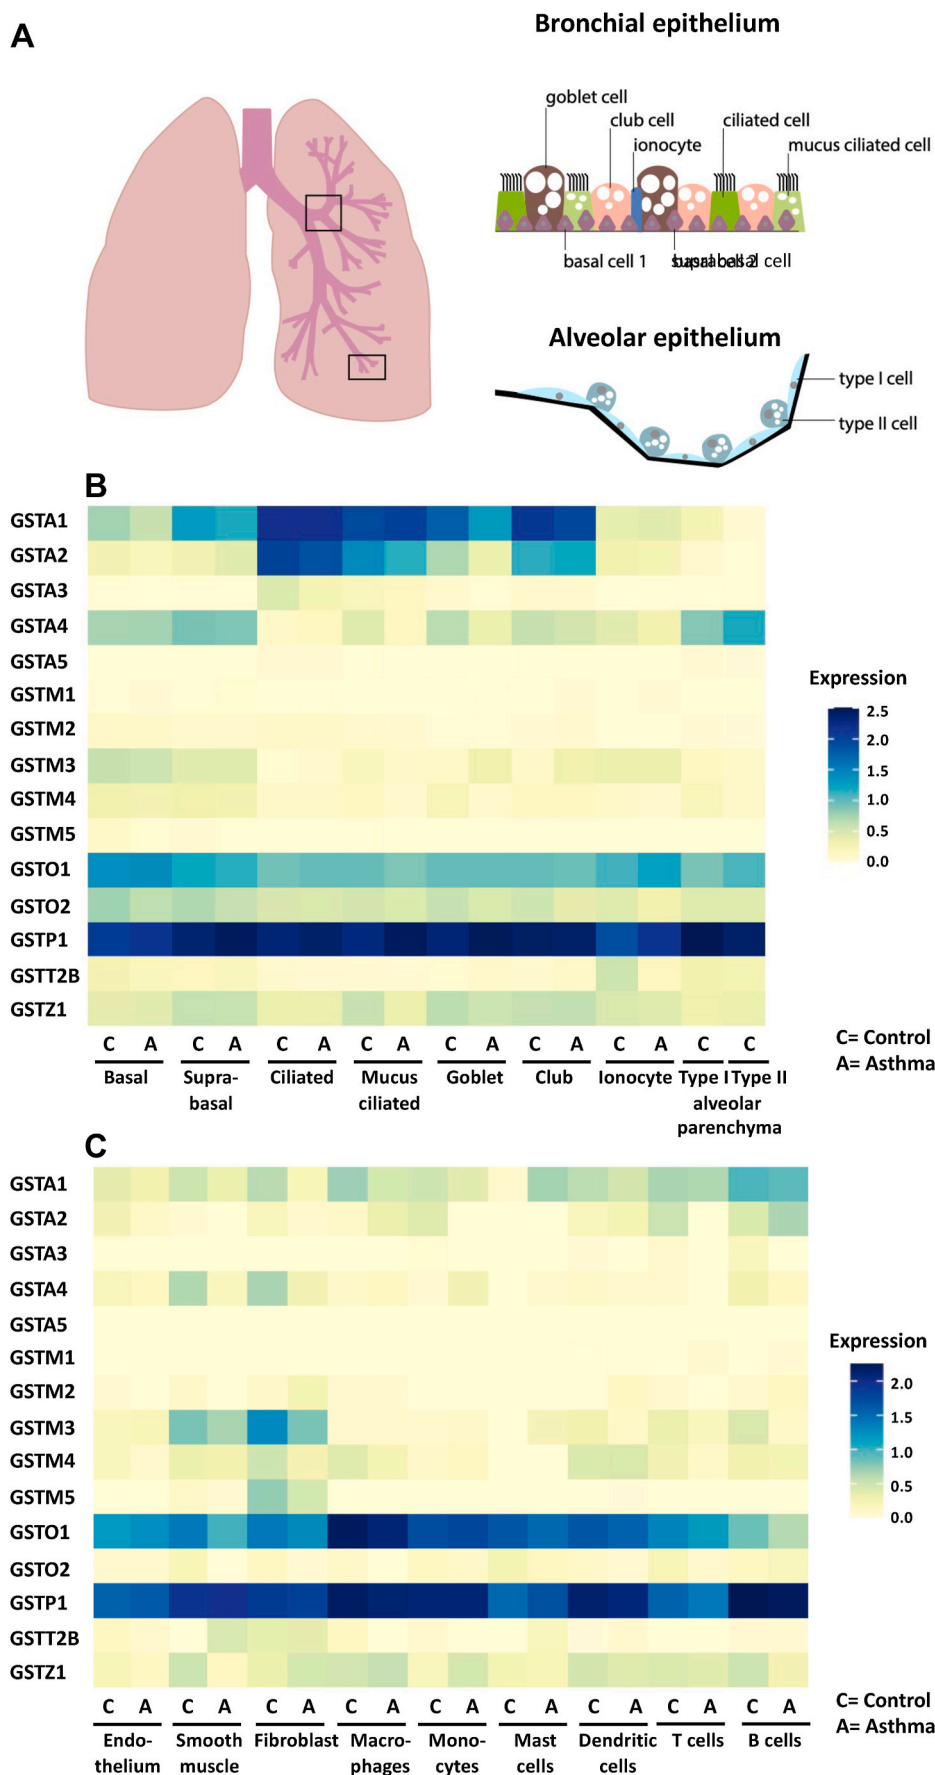 A
Bronchial epithelium
goblet cell
club cell
ciliated cell
ionocyte
mucus ciliated cell
basal cell 1
basal cell 2
suprabasal cell
Alveolar epithelium
type I cell
type II cell
B
GSTA1
GSTA2
GSTA3
GSTA4
GSTA5
GSTM1
GSTM2
GSTM3
GSTM4
GSTM5
GSTO1
GSTO2
GSTP1
GSTT2B
GSTZ1
Expression
2.5
2.0
1.5
1.0
0.5
0.0
C A C A C A C A C A C A C A C C
C= Control
A= Asthma
Basal Supra- Ciliated Mucus Goblet Club Ionocyte Type I Type II
basal ciliated alveolar
parenchyma
C
GSTA1
GSTA2
GSTA3
GSTA4
GSTA5
GSTM1
GSTM2
GSTM3
GSTM4
GSTM5
GSTO1
GSTO2
GSTP1
GSTT2B
GSTZ1
Expression
2.0
1.5
1.0
0.5
0.0
C A C A C A C A C A C A C A C A C A
C= Control
A= Asthma
Endo- Smooth Fibroblast Macro- Mono- Mast Dendritic T cells B cells
thelium muscle phages cytes cells cells